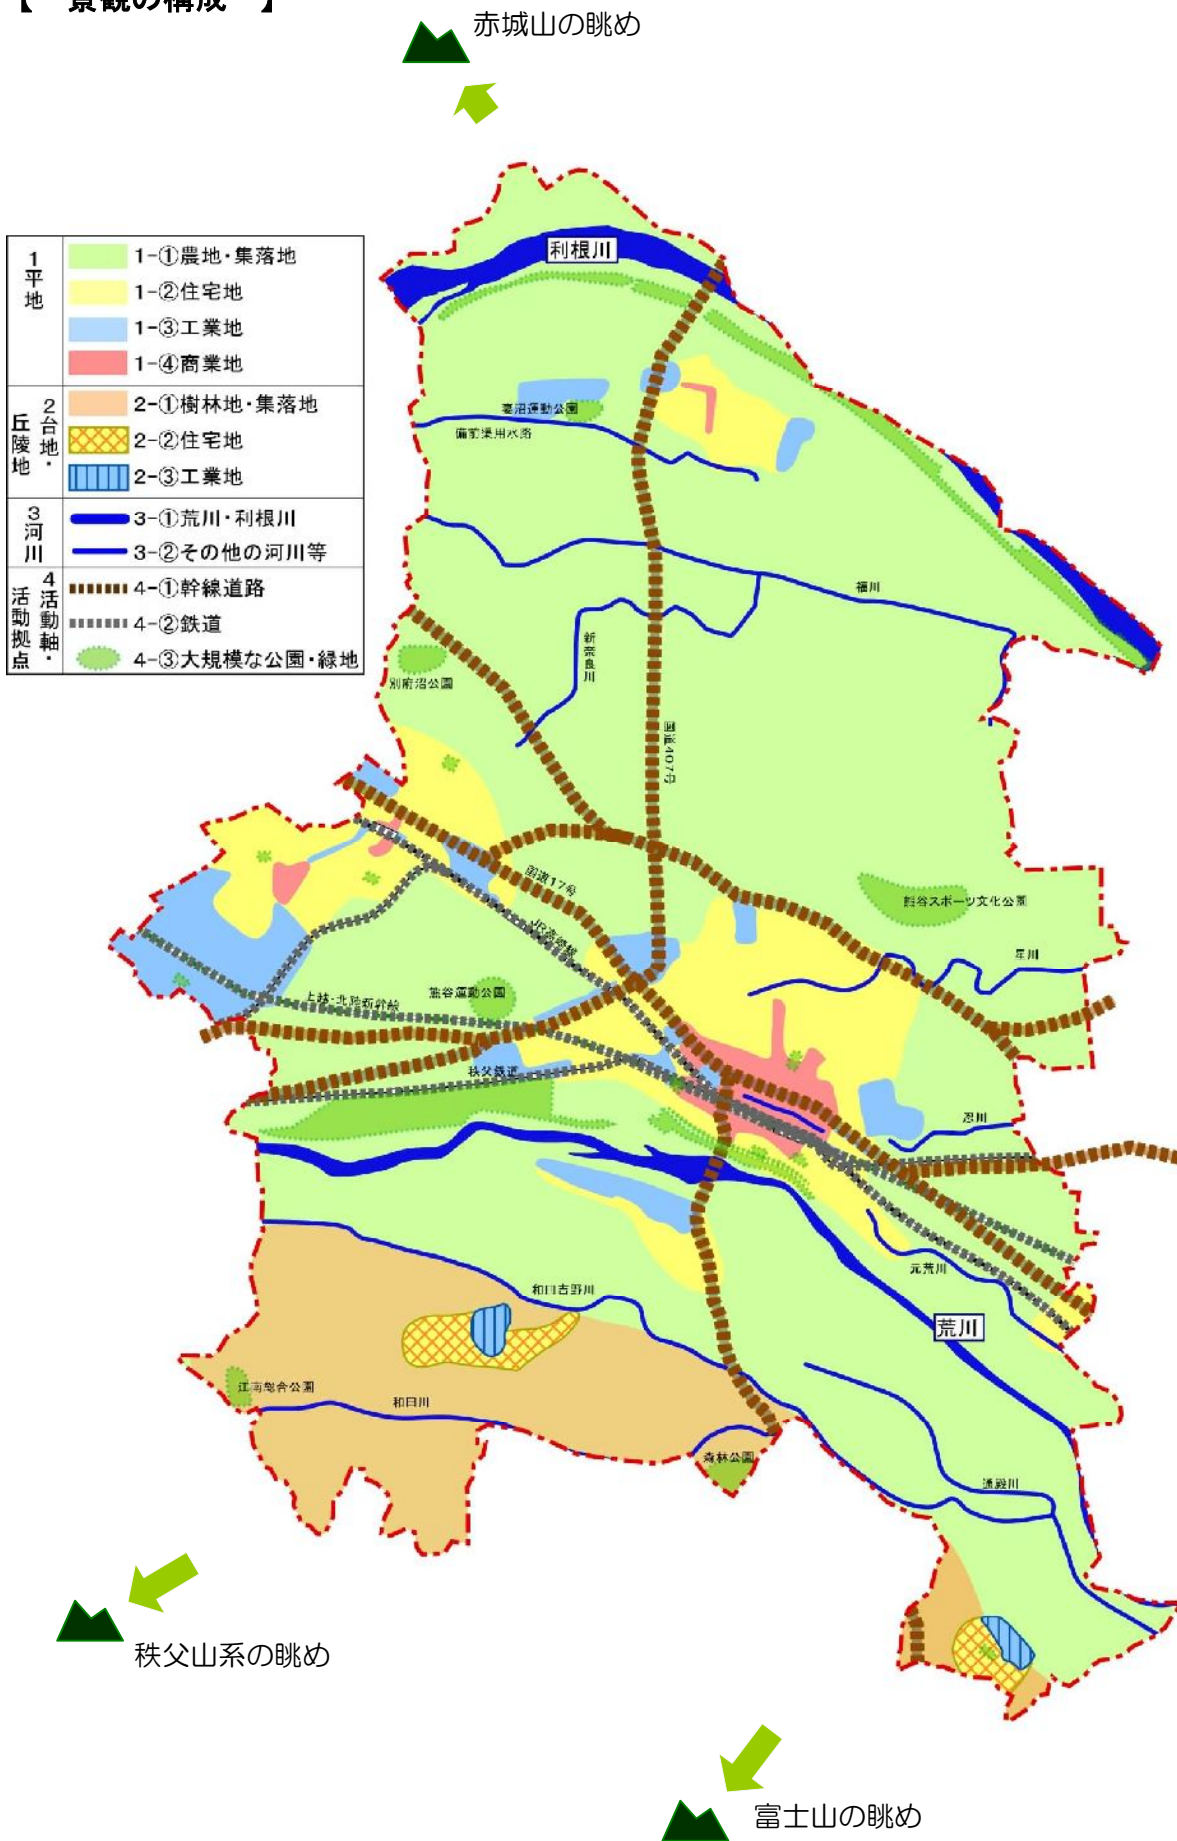 【 景観の構成 】
赤城山の眺め
1平地
1-①農地・集落地
1-②住宅地
1-③工業地
1-④商業地
2台地・丘陵地
2-①樹林地・集落地
2-②住宅地
2-③工業地
3河川
3-①荒川・利根川
3-②その他の河川等
4活動軸・活動拠点
4-①幹線道路
4-②鉄道
4-③大規模な公園・緑地
利根川
妻沼運動公園
備前渠用水路
福川
新奈良川
別府沼公園
国道407号
国道17号
JR高崎線
熊谷スポーツ文化公園
星川
上越・北陸新幹線
熊谷運動公園
秩父鉄道
忍川
元荒川
和田吉野川
荒川
江南総合公園
和田川
森林公園
通殿川
秩父山系の眺め
富士山の眺め